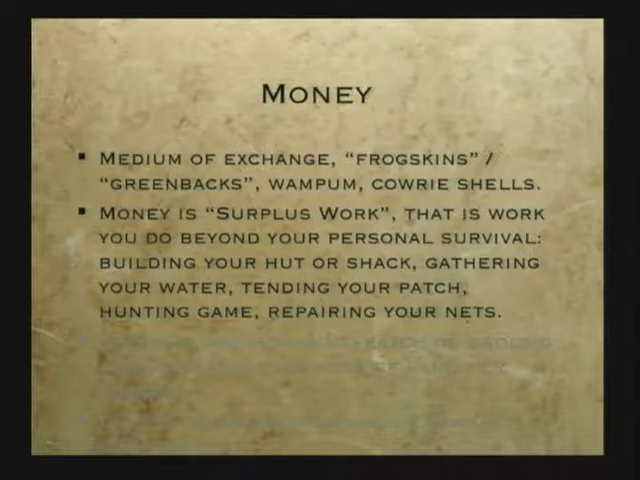 MONEY
▪ MEDIUM OF EXCHANGE, “FROGSKINS” /
“GREENBACKS”, WAMPUM, COWRIE SHELLS.
▪ MONEY IS “SURPLUS WORK”, THAT IS WORK
YOU DO BEYOND YOUR PERSONAL SURVIVAL:
BUILDING YOUR HUT OR SHACK, GATHERING
YOUR WATER, TENDING YOUR PATCH,
HUNTING GAME, REPAIRING YOUR NETS.